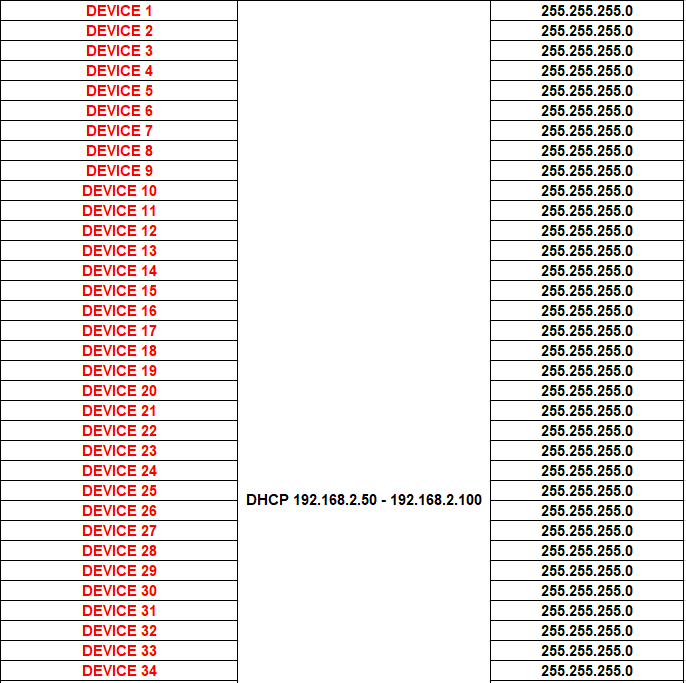 DEVICE 1 255.255.255.0
DEVICE 2 255.255.255.0
DEVICE 3 255.255.255.0
DEVICE 4 255.255.255.0
DEVICE 5 255.255.255.0
DEVICE 6 255.255.255.0
DEVICE 7 255.255.255.0
DEVICE 8 255.255.255.0
DEVICE 9 255.255.255.0
DEVICE 10 255.255.255.0
DEVICE 11 255.255.255.0
DEVICE 12 255.255.255.0
DEVICE 13 255.255.255.0
DEVICE 14 255.255.255.0
DEVICE 15 255.255.255.0
DEVICE 16 255.255.255.0
DEVICE 17 255.255.255.0
DEVICE 18 255.255.255.0
DEVICE 19 255.255.255.0
DEVICE 20 255.255.255.0
DEVICE 21 255.255.255.0
DEVICE 22 255.255.255.0
DEVICE 23 255.255.255.0
DEVICE 24 255.255.255.0
DEVICE 25 255.255.255.0
DHCP 192.168.2.50 - 192.168.2.100
DEVICE 26 255.255.255.0
DEVICE 27 255.255.255.0
DEVICE 28 255.255.255.0
DEVICE 29 255.255.255.0
DEVICE 30 255.255.255.0
DEVICE 31 255.255.255.0
DEVICE 32 255.255.255.0
DEVICE 33 255.255.255.0
DEVICE 34 255.255.255.0